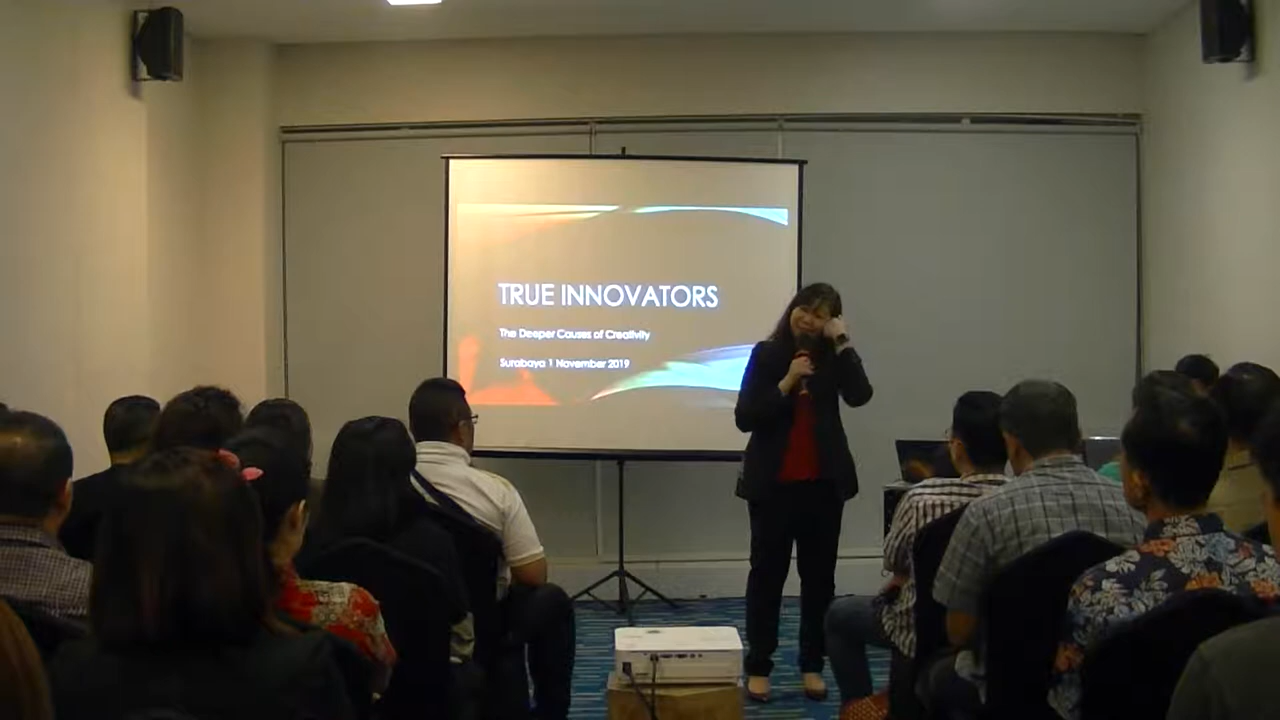 TRUE INNOVATORS
The Deeper Causes of Creativity
Surabaya 1 November 2019